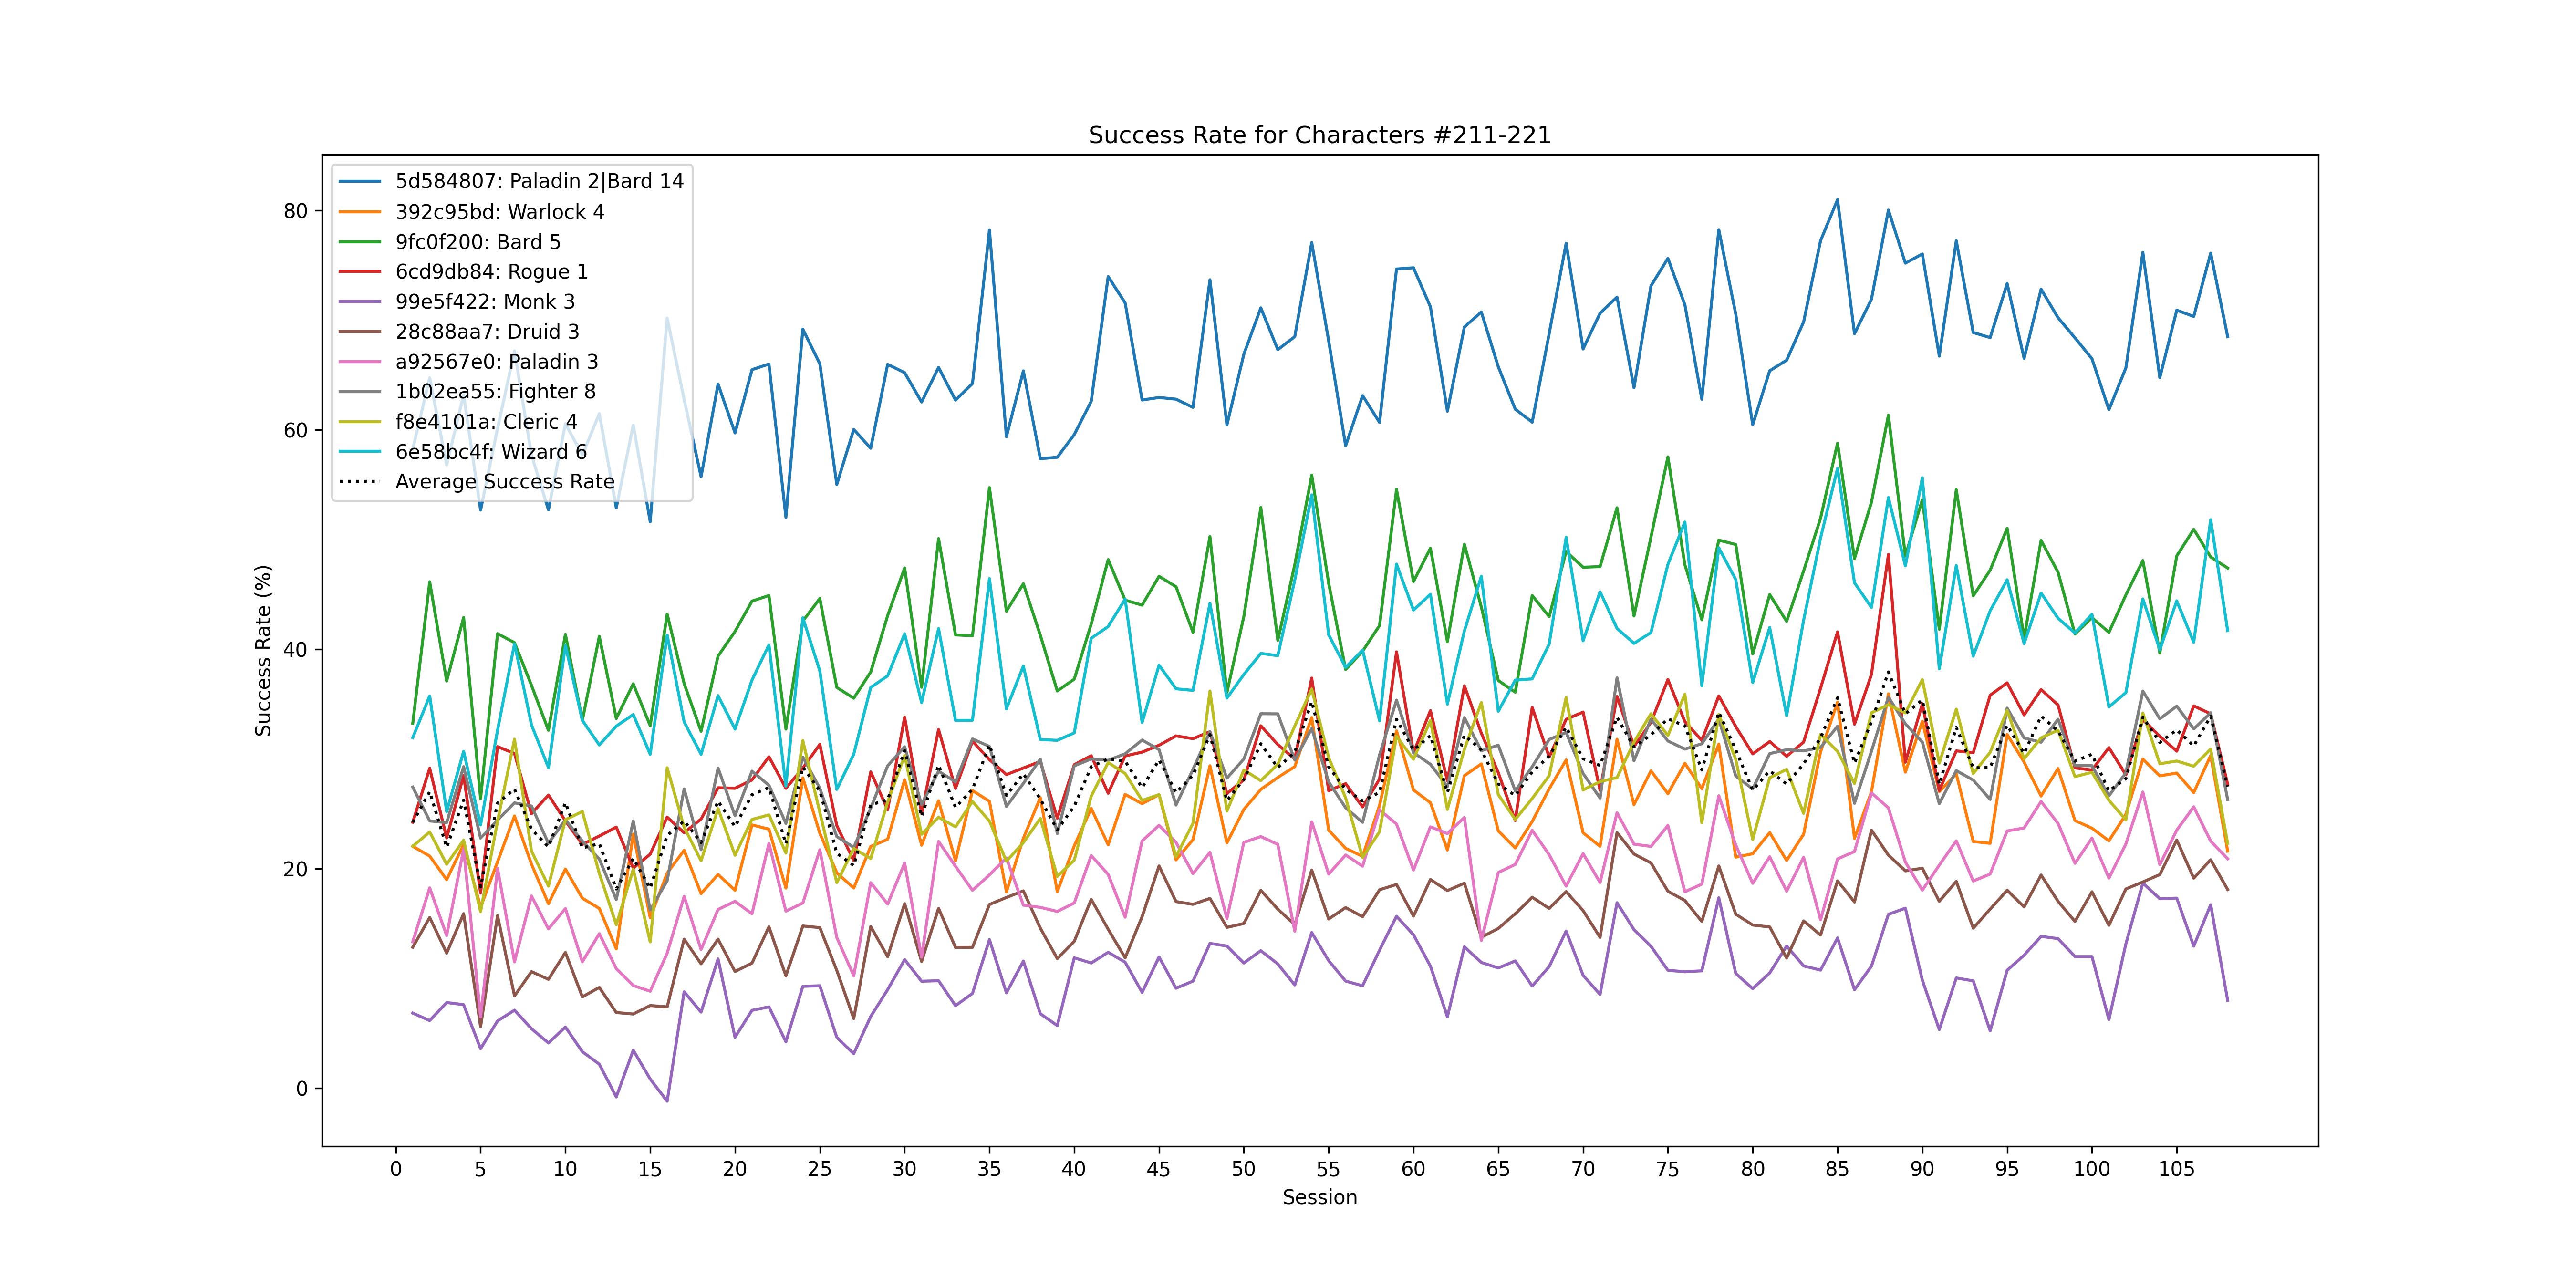 Success Rate for Characters #211-221
5d584807: Paladin 2|Bard 14
392c95bd: Warlock 4
9fc0f200: Bard 5
6cd9db84: Rogue 1
99e5f422: Monk 3
28c88aa7: Druid 3
a92567e0: Paladin 3
1b02ea55: Fighter 8
f8e4101a: Cleric 4
6e58bc4f: Wizard 6
Average Success Rate
Success Rate (%)
80
60
40
20
0
0 5 10 15 20 25 30 35 40 45 50 55 60 65 70 75 80 85 90 95 100 105
Session